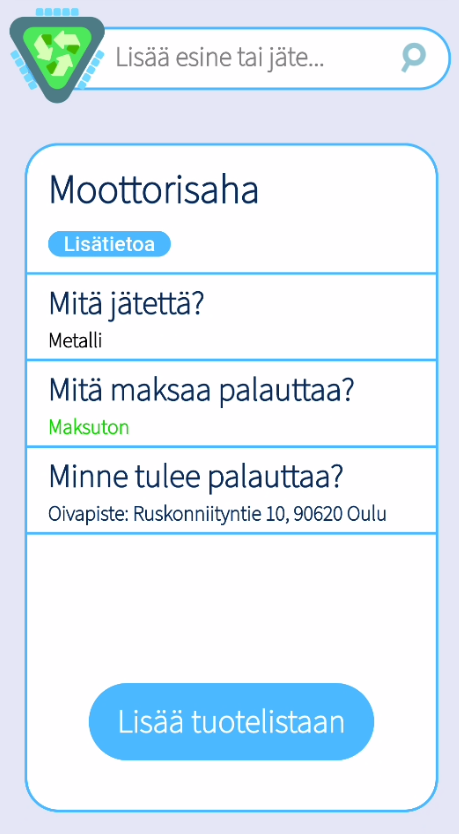 Lisää esine tai jäte...
Moottorisaha
Lisätietoa
Mitä jätettä?
Metalli
Mitä maksaa palauttaa?
Maksuton
Minne tulee palauttaa?
Oivapiste: Ruskonniityntie 10, 90620 Oulu
Lisää tuotelistaan